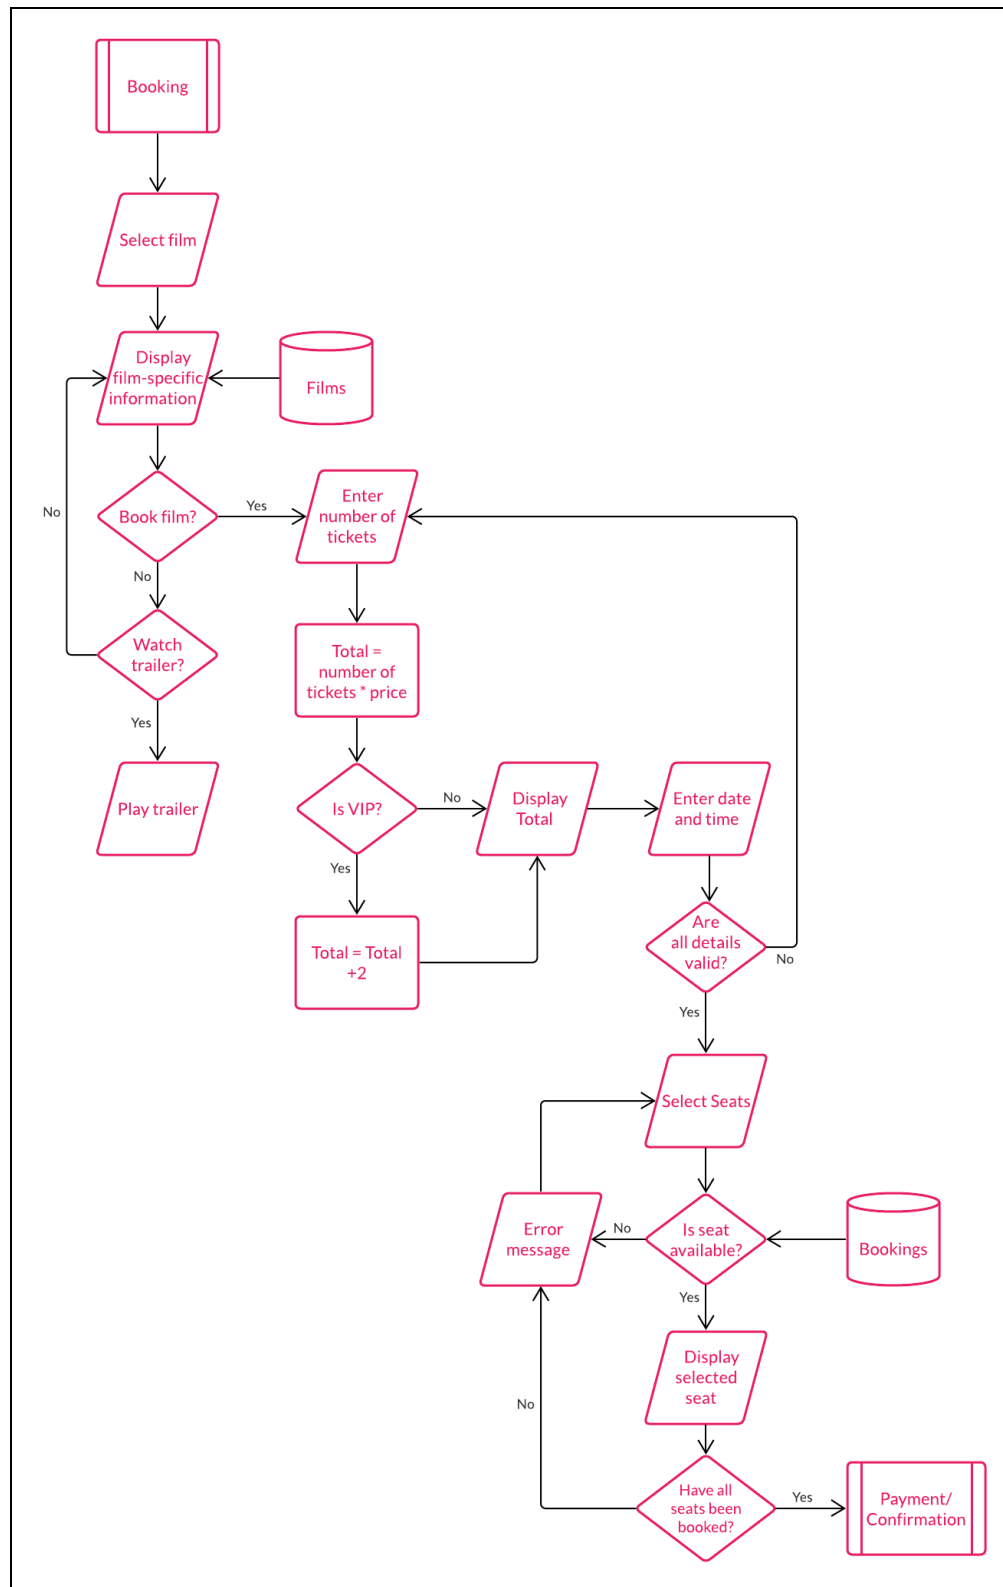 Booking
Select film
Display
film-specific
information
Films
No
Book film?
Yes
Enter
number of
tickets
No
Watch
trailer?
Total =
number of
tickets * price
Yes
Play trailer
Is VIP?
No
Display
Total
Enter date
and time
Yes
Total = Total
+2
Are
all details
valid?
No
Yes
Select Seats
Error
message
No
Is seat
available?
Bookings
Yes
Display
selected
seat
No
Have all
seats been
booked?
Yes
Payment/
Confirmation